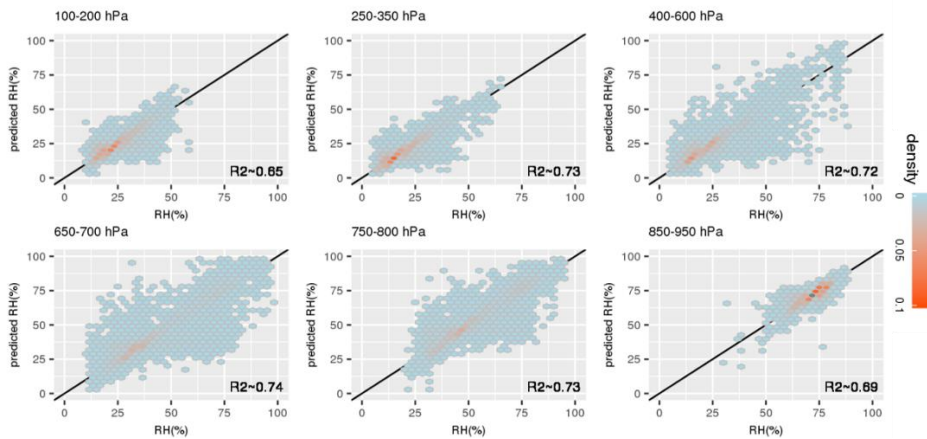 100-200 hPa
250-350 hPa
400-600 hPa
predicted RH(%)
100
75
50
25
0
R2~0.65
0
25
50
75
100
RH(%)
predicted RH(%)
100
75
50
25
0
R2~0.73
0
25
50
75
100
RH(%)
predicted RH(%)
100
75
50
25
0
R2~0.72
0
25
50
75
100
RH(%)
650-700 hPa
750-800 hPa
850-950 hPa
predicted RH(%)
100
75
50
25
0
R2~0.74
0
25
50
75
100
RH(%)
predicted RH(%)
100
75
50
25
0
R2~0.73
0
25
50
75
100
RH(%)
predicted RH(%)
100
75
50
25
0
R2~0.69
0
25
50
75
100
RH(%)
density
0
0.05
0.1